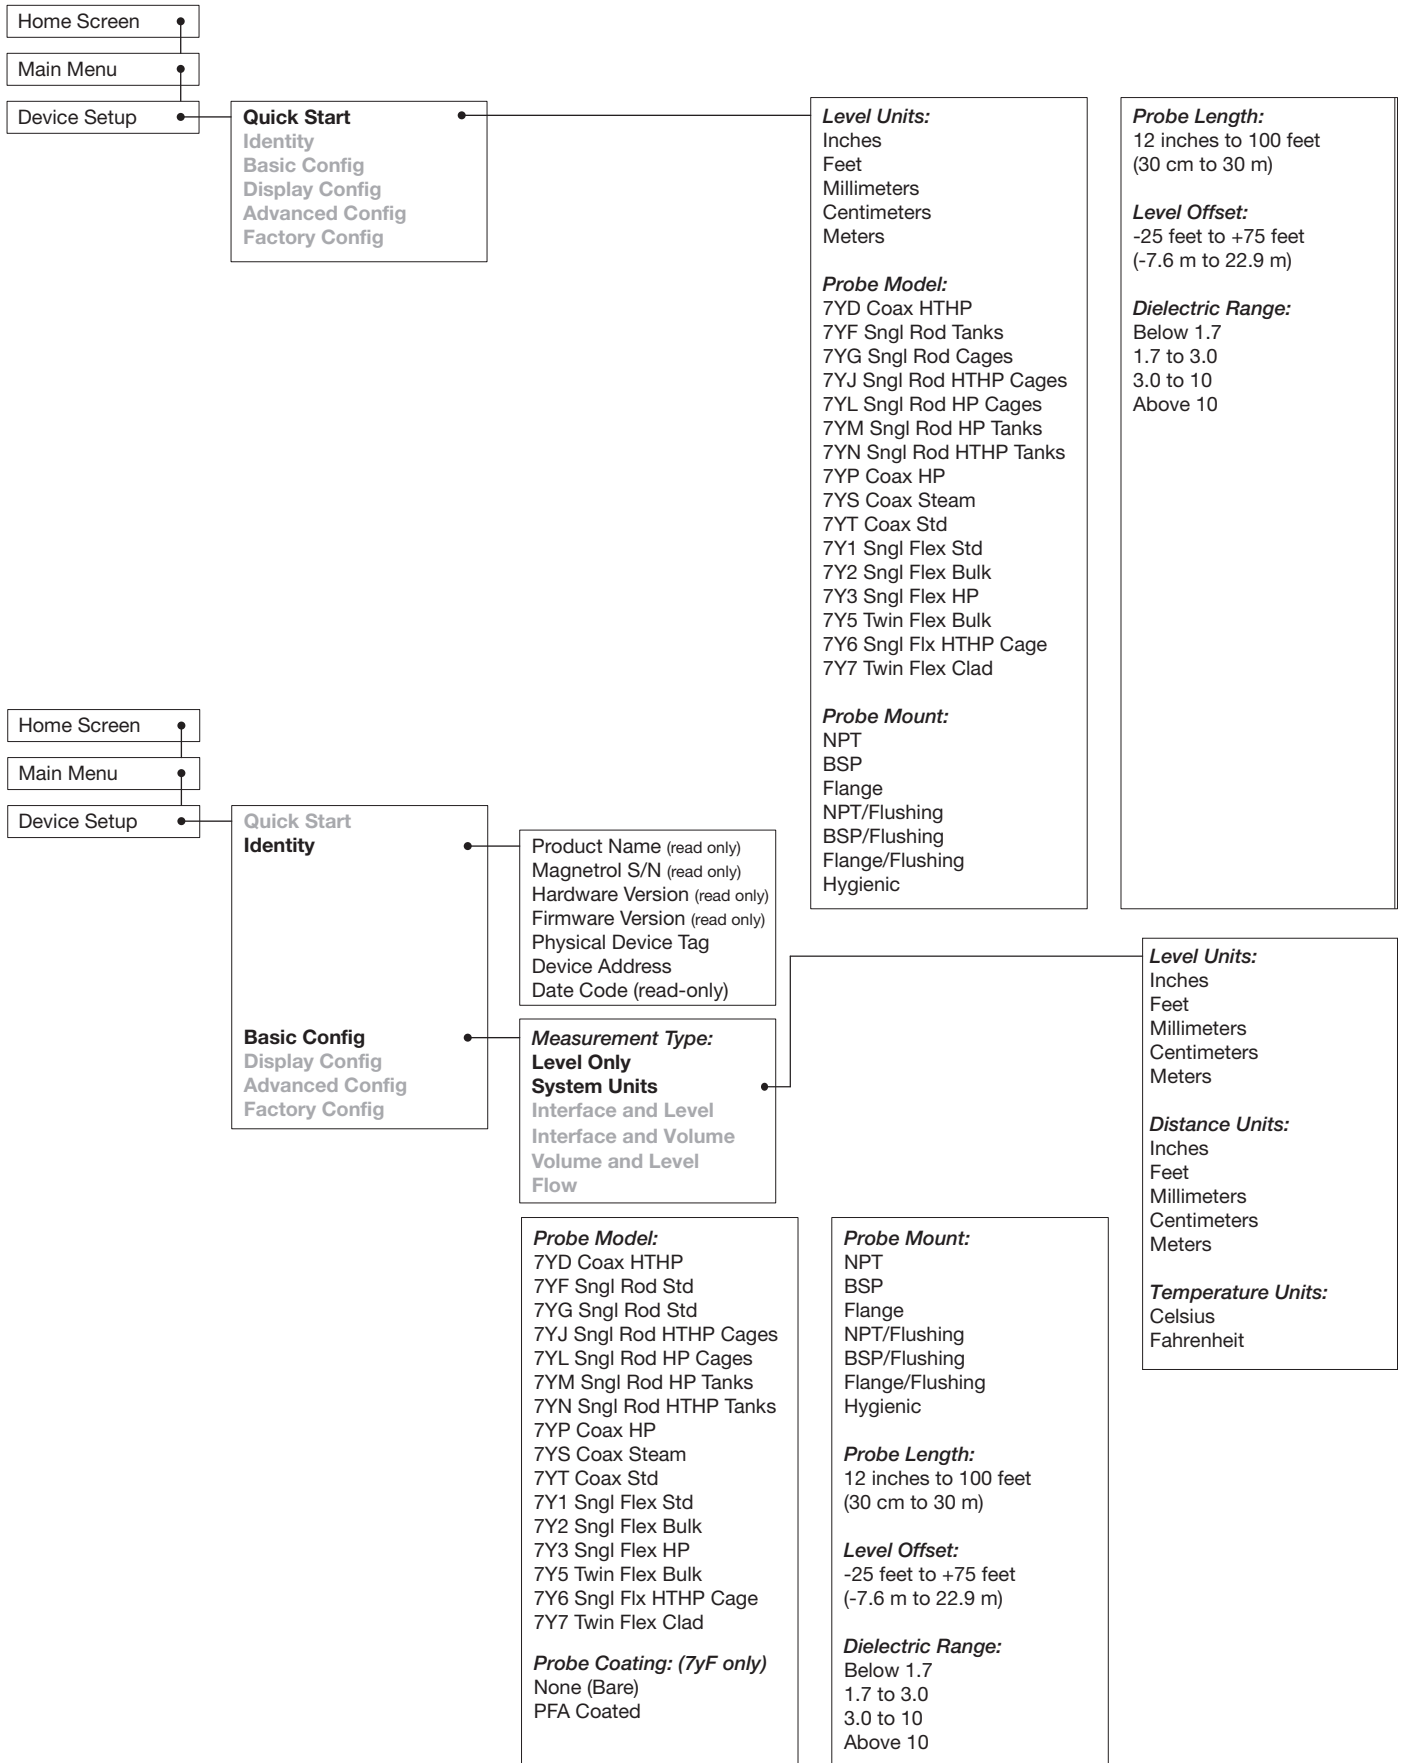 Home Screen
Main Menu
Device Setup
Quick Start
Identity
Basic Config
Display Config
Advanced Config
Factory Config
Level Units:
Inches
Feet
Millimeters
Centimeters
Meters
Probe Model:
7YD Coax HTHP
7YF Sngl Rod Tanks
7YG Sngl Rod Cages
7YJ Sngl Rod HTHP Cages
7YL Sngl Rod HP Cages
7YM Sngl Rod HP Tanks
7YN Sngl Rod HTHP Tanks
7YP Coax HP
7YS Coax Steam
7YT Coax Std
7Y1 Sngl Flex Std
7Y2 Sngl Flex Bulk
7Y3 Sngl Flex HP
7Y5 Twin Flex Bulk
7Y6 Sngl Flx HTHP Cage
7Y7 Twin Flex Clad
Probe Mount:
NPT
BSP
Flange
NPT/Flushing
BSP/Flushing
Flange/Flushing
Hygienic
Probe Length:
12 inches to 100 feet
(30 cm to 30 m)
Level Offset:
-25 feet to +75 feet
(-7.6 m to 22.9 m)
Dielectric Range:
Below 1.7
1.7 to 3.0
3.0 to 10
Above 10
Home Screen
Main Menu
Device Setup
Quick Start
Identity
Basic Config
Display Config
Advanced Config
Factory Config
Product Name (read only)
Magnetrol S/N (read only)
Hardware Version (read only)
Firmware Version (read only)
Physical Device Tag
Device Address
Date Code (read-only)
Measurement Type:
Level Only
System Units
Interface and Level
Interface and Volume
Volume and Level
Flow
Level Units:
Inches
Feet
Millimeters
Centimeters
Meters
Distance Units:
Inches
Feet
Millimeters
Centimeters
Meters
Temperature Units:
Celsius
Fahrenheit
Probe Model:
7YD Coax HTHP
7YF Sngl Rod Std
7YG Sngl Rod Std
7YJ Sngl Rod HTHP Cages
7YL Sngl Rod HP Cages
7YM Sngl Rod HP Tanks
7YN Sngl Rod HTHP Tanks
7YP Coax HP
7YS Coax Steam
7YT Coax Std
7Y1 Sngl Flex Std
7Y2 Sngl Flex Bulk
7Y3 Sngl Flex HP
7Y5 Twin Flex Bulk
7Y6 Sngl Flx HTHP Cage
7Y7 Twin Flex Clad
Probe Coating: (7yF only)
None (Bare)
PFA Coated
Probe Mount:
NPT
BSP
Flange
NPT/Flushing
BSP/Flushing
Flange/Flushing
Hygienic
Probe Length:
12 inches to 100 feet
(30 cm to 30 m)
Level Offset:
-25 feet to +75 feet
(-7.6 m to 22.9 m)
Dielectric Range:
Below 1.7
1.7 to 3.0
3.0 to 10
Above 10